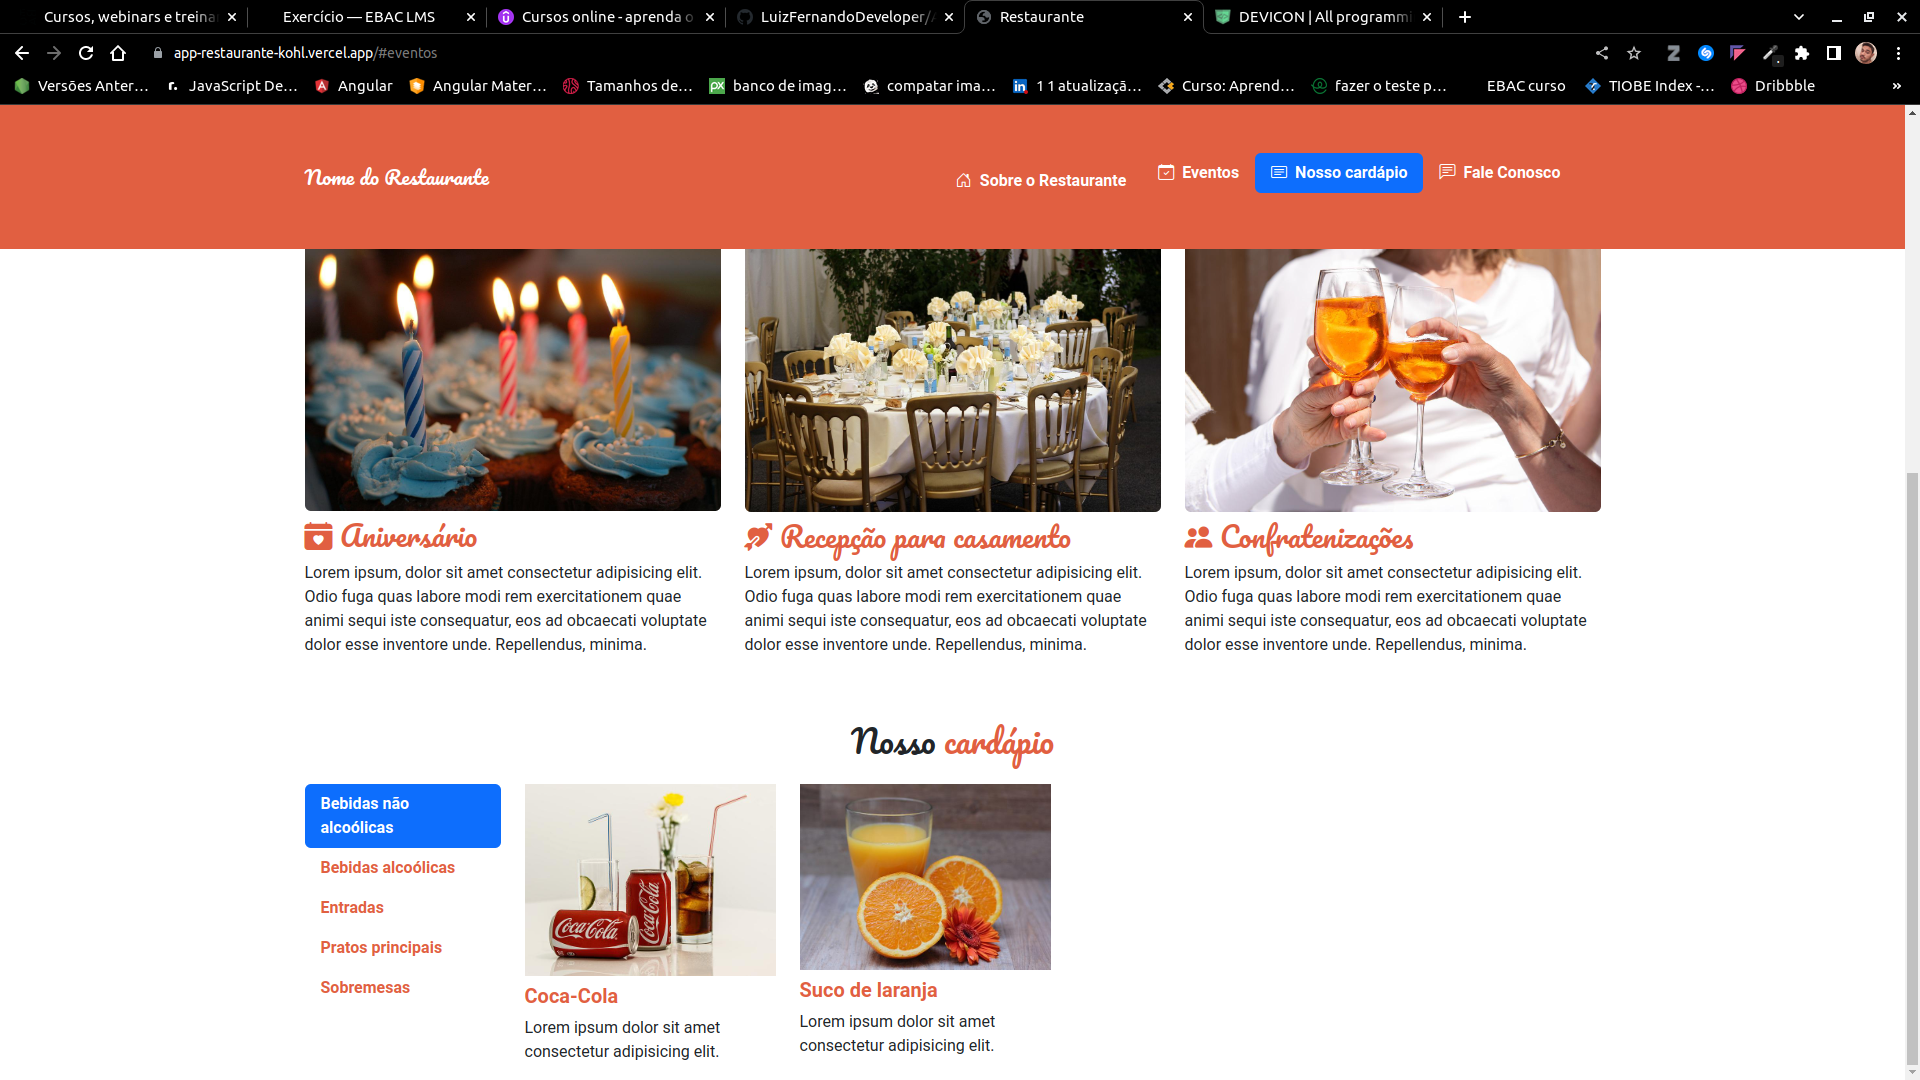 Cursos, webinars e treina
Exercício — EBAC LMS
Cursos online - aprenda o
LuizFernandoDeveloper/
Restaurante
DEVICON | All programmi
app-restaurante-kohl.vercel.app/#eventos
Versões Anter...
JavaScript De...
Angular
Angular Mater...
Tamanhos de...
banco de imag...
compatar ima...
1 1 atualizaçã...
Curso: Aprend...
fazer o teste p...
EBAC curso
TIOBE Index -...
Dribbble
»
Nome do Restaurante
Sobre o Restaurante
Eventos
Nosso cardápio
Fale Conosco
Aniversário
Lorem ipsum, dolor sit amet consectetur adipisicing elit.
Odio fuga quas labore modi rem exercitationem quae
animi sequi iste consequatur, eos ad obcaecati voluptate
dolor esse inventore unde. Repellendus, minima.
Recepção para casamento
Lorem ipsum, dolor sit amet consectetur adipisicing elit.
Odio fuga quas labore modi rem exercitationem quae
animi sequi iste consequatur, eos ad obcaecati voluptate
dolor esse inventore unde. Repellendus, minima.
Confratenizações
Lorem ipsum, dolor sit amet consectetur adipisicing elit.
Odio fuga quas labore modi rem exercitationem quae
animi sequi iste consequatur, eos ad obcaecati voluptate
dolor esse inventore unde. Repellendus, minima.
Nosso cardápio
Bebidas não
alcoólicas
Bebidas alcoólicas
Entradas
Pratos principais
Sobremesas
Coca-Cola
Coca-Cola
Coca-Cola
Lorem ipsum dolor sit amet
consectetur adipisicing elit.
Suco de laranja
Lorem ipsum dolor sit amet
consectetur adipisicing elit.